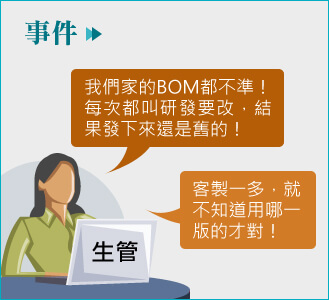 事件
我們家的BOM都不準！
每次都叫研發要改，結
果發下來還是舊的！
客製一多，就
不知道用哪一
版的才對！
生管